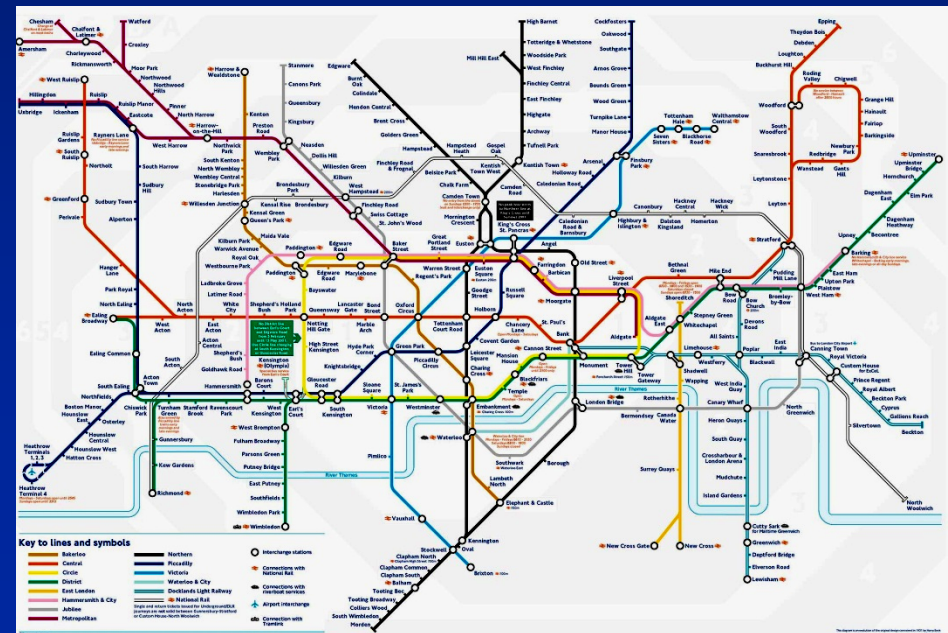 Chesham
Chalfont &
Latimer
Watford
Croxley
Amersham
Chorleywood
Rickmansworth
Moor Park
Northwood
Northwood
Hills
Pinner
North Harrow
Harrow-
on-the-Hill
West Ruislip
Hillingdon
Ruislip
Ruislip Manor
Uxbridge
Ickenham
Eastcote
Rayners Lane
West Harrow
Ruislip
Gardens
South
Ruislip
Northolt
Greenford
Perivale
South Harrow
Sudbury
Hill
Sudbury Town
Alperton
Hanger
Lane
Park Royal
North Ealing
Ealing
Broadway
West
Acton
North
Acton
Ealing Common
South Ealing
Northfields
Boston Manor
Hounslow
East
Osterley
Hounslow
Central
Hounslow West
Hatton Cross
Heathrow
Terminals
1,2,3
Heathrow
Terminal 4
Harrow &
Wealdstone
Kenton
Northwick
Park
Preston
Road
South Kenton
North Wembley
Wembley Central
Stonebridge Park
Harlesden
Willesden Junction
Kensal Green
Queen's Park
Kilburn Park
Maida Vale
Warwick Avenue
Royal Oak
Westbourne Park
Ladbroke Grove
Latimer Road
White
City
Shepherd's
Bush
Goldhawk Road
Hammersmith
East
Acton
Acton
Central
South
Acton
Acton
Town
Chiswick
Park
Turnham
Green
Stamford
Brook
Ravenscourt
Park
Gunnersbury
Kew Gardens
Richmond
Stanmore
Canons Park
Queensbury
Kingsbury
Wembley
Park
Neasden
Dollis Hill
Willesden Green
Kilburn
West
Hampstead
Finchley Road
Swiss Cottage
St. John's Wood
Brondesbury
Park
Kensal Rise
Brondesbury
Finchley Road
& Frognal
Hampstead
Heath
Gospel
Oak
Edgware
Burnt
Oak
Colindale
Hendon Central
Brent Cross
Golders Green
Hampstead
Belsize Park
Chalk Farm
Camden Town
Mornington
Crescent
High Barnet
Totteridge & Whetstone
Woodside Park
Mill Hill East
West Finchley
Finchley Central
East Finchley
Highgate
Archway
Tufnell Park
Kentish Town
Kentish
Town West
Camden
Road
Cockfosters
Oakwood
Southgate
Arnos Grove
Bounds Green
Wood Green
Turnpike Lane
Manor House
Arsenal
Holloway Road
Caledonian Road
Tottenham
Hale
Walthamstow
Central
Seven
Sisters
Blackhorse
Road
Finsbury
Park
Caledonian
Road &
Barnsbury
Highbury &
Islington
Canonbury
Dalston
Kingsland
Hackney
Central
Homerton
Hackney
Wick
Epping
Theydon Bois
Debden
Loughton
Buckhurst Hill
Roding
Valley
Chigwell
Grange Hill
Hainault
Fairlop
Barkingside
Newbury
Park
Woodford
South
Woodford
Snaresbrook
Redbridge
Wanstead
Gants
Hill
Leytonstone
Leyton
Stratford
Upminster
Upminster
Bridge
Hornchurch
Elm Park
Dagenham
East
Dagenham
Heathway
Becontree
Upney
Barking
East Ham
Upton Park
Plaistow
West Ham
Pudding
Mill Lane
Bromley-
by-Bow
Bow
Road
Bow
Church
Mile End
Bethnal
Green
Shoreditch
Stepney Green
Whitechapel
Paddington
Paddington
Edgware
Road
Edgware
Road
Marylebone
Baker
Street
Great
Portland
Street
Warren Street
Regent's Park
Euston
Euston
Square
King's Cross
St. Pancras
Angel
Farringdon
Barbican
Old Street
Moorgate
Liverpool
Street
Aldgate
East
Aldgate
Bayswater
Notting
Hill Gate
Queensway
Lancaster
Gate
Marble
Arch
Bond
Street
Oxford
Circus
Tottenham
Court Road
Goodge
Street
Russell
Square
Holborn
Chancery
Lane
St. Paul's
Bank
Shepherd's
Bush
Holland
Park
High Street
Kensington
Kensington
(Olympia)
Barons
Court
West
Kensington
Earl's
Court
Gloucester
Road
South
Kensington
Knightsbridge
Hyde Park
Corner
Green Park
Piccadilly
Circus
Leicester
Square
Charing
Cross
Sloane
Square
Victoria
St. James's
Park
Westminster
Embankment
Temple
Blackfriars
Mansion
House
Cannon Street
Monument
Tower
Hill
Tower
Gateway
West Brompton
Fulham Broadway
Parsons Green
Putney Bridge
East Putney
Southfields
Wimbledon Park
Wimbledon
Pimlico
Vauxhall
Stockwell
Brixton
Waterloo
Southwark
Lambeth
North
Elephant & Castle
Borough
London Bridge
Bermondsey
Kennington
Oval
Clapham North
Clapham Common
Clapham South
Balham
Tooting Bec
Tooting Broadway
Colliers Wood
South Wimbledon
Morden
Shadwell
Wapping
Rotherhithe
Canada
Water
Surrey Quays
New Cross Gate
New Cross
Limehouse
Westferry
Poplar
All Saints
Devons
Road
Blackwall
East
India
Canning Town
Royal Victoria
Custom House
for ExCeL
Prince Regent
Royal Albert
Beckton Park
Cyprus
Gallions Reach
Beckton
Silvertown
North
Woolwich
North
Greenwich
West India
Quay
Canary Wharf
Heron Quays
South Quay
Crossharbour &
London Arena
Mudchute
Island Gardens
Cutty Sark
for Maritime Greenwich
Greenwich
Deptford Bridge
Elverson Road
Lewisham
River Thames
River Thames
Key to lines and symbols
Bakerloo
Central
Circle
District
East London
Hammersmith & City
Jubilee
Metropolitan
Northern
Piccadilly
Victoria
Waterloo & City
Docklands Light Railway
National Rail
Interchange stations
Connections with
National Rail
Connections with
riverboat services
Airport interchange
Connection with
Tramlink